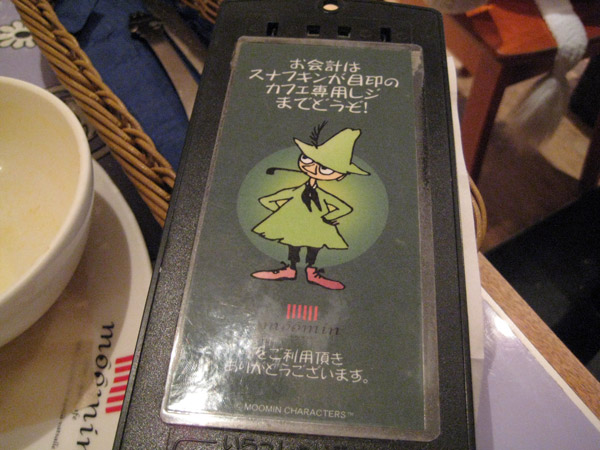 お会計は
スナフキンが目印の
カフェ専用レジ
までどうぞ!
moomin
をご利用頂き
ありがとうございます。
© MOOMIN CHARACTERS™
moomin